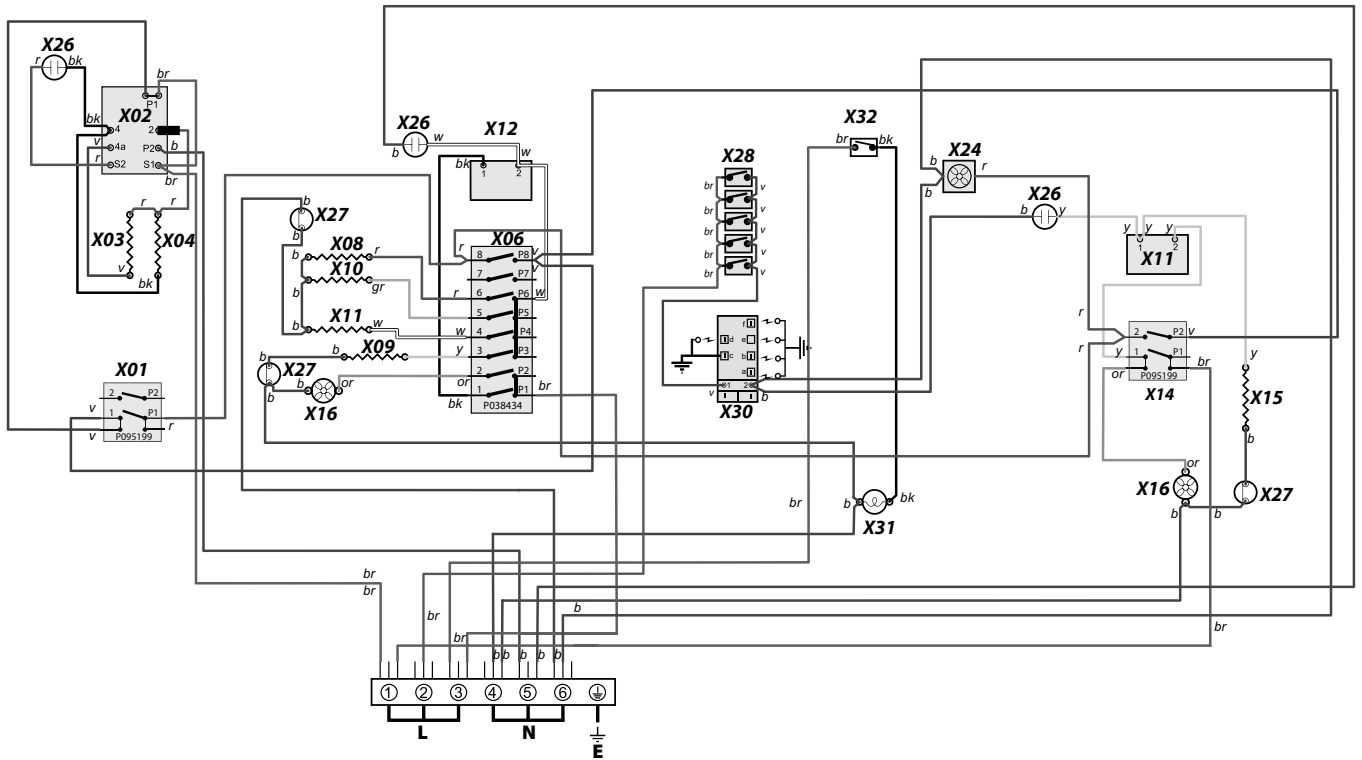 X26
r bk
br
P1
X02
bk 4 2
v 4a P2 b
r S2 S1
br
r r
X03 X04
v bk
X01
2 P2
v 1 P1
v r
P095199
X26
b w
X12
w
bk 1 2
b
X27
b
X08
b r
X10
gr
b
X11
b w
X09
b b
X27
b b
X16
or
X06
r 8 P8 v
v
7 P7
r 6 P6 w
5 P5
w 4 P4
y 3 P3
or 2 P2
bk 1 P1 br
P038434
X28
br v
br v
br v
br v
br v
f
d e
c b
a
v 1 2 b
X30
X32
br bk
X24
b r
b
X26
b y
y y y
1 2
X11
r
r 2 P2 v
y 1 P1 br
or
P095199
X14
y
X15
b
or
X16
b b
X27
br
b bk
X31
br
br
br
br
b b b b b
b
br
1 2 3 4 5 6
L N
E